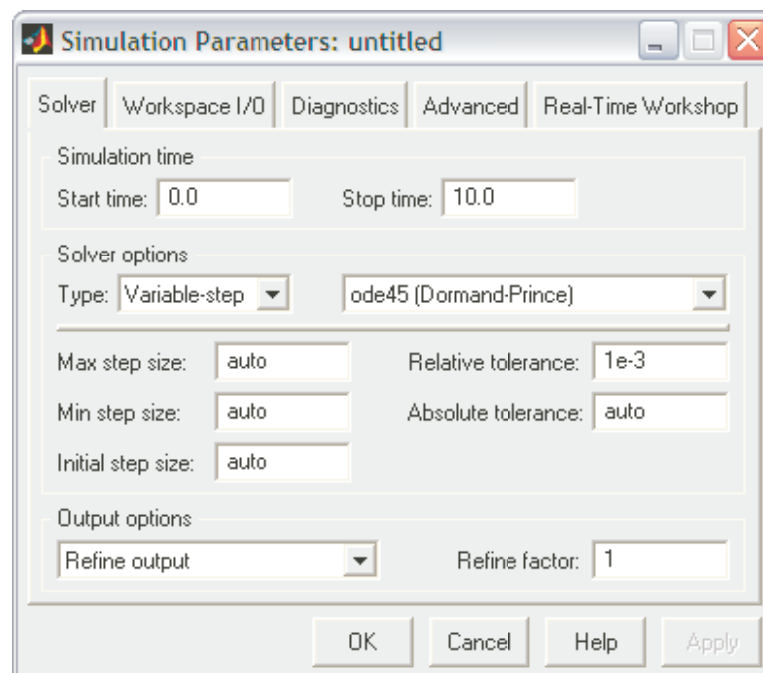 Simulation Parameters: untitled
Solver Workspace I/O Diagnostics Advanced Real-Time Workshop
Simulation time
Start time: 0.0 Stop time: 10.0
Solver options
Type: Variable-step ode45 (Dormand-Prince)
Max step size: auto Relative tolerance: 1e-3
Min step size: auto Absolute tolerance: auto
Initial step size: auto
Output options
Refine output Refine factor: 1
OK Cancel Help Apply